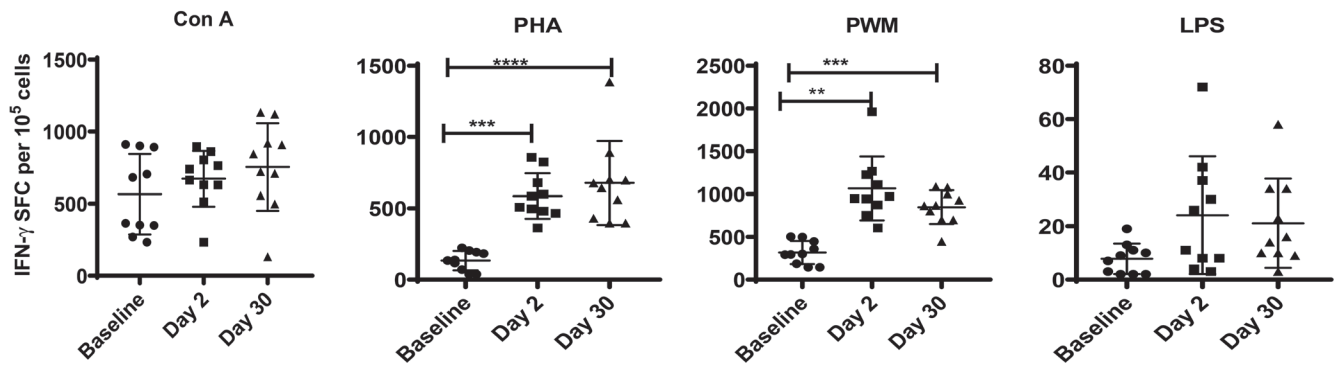 Con A
PHA
PWM
LPS
IFN-γ SFC per 10⁵ cells
1500
1000
500
0
Baseline
Day 2
Day 30
1500
1000
500
0
****
***
Baseline
Day 2
Day 30
2500
2000
1500
1000
500
0
***
**
Baseline
Day 2
Day 30
80
60
40
20
0
Baseline
Day 2
Day 30